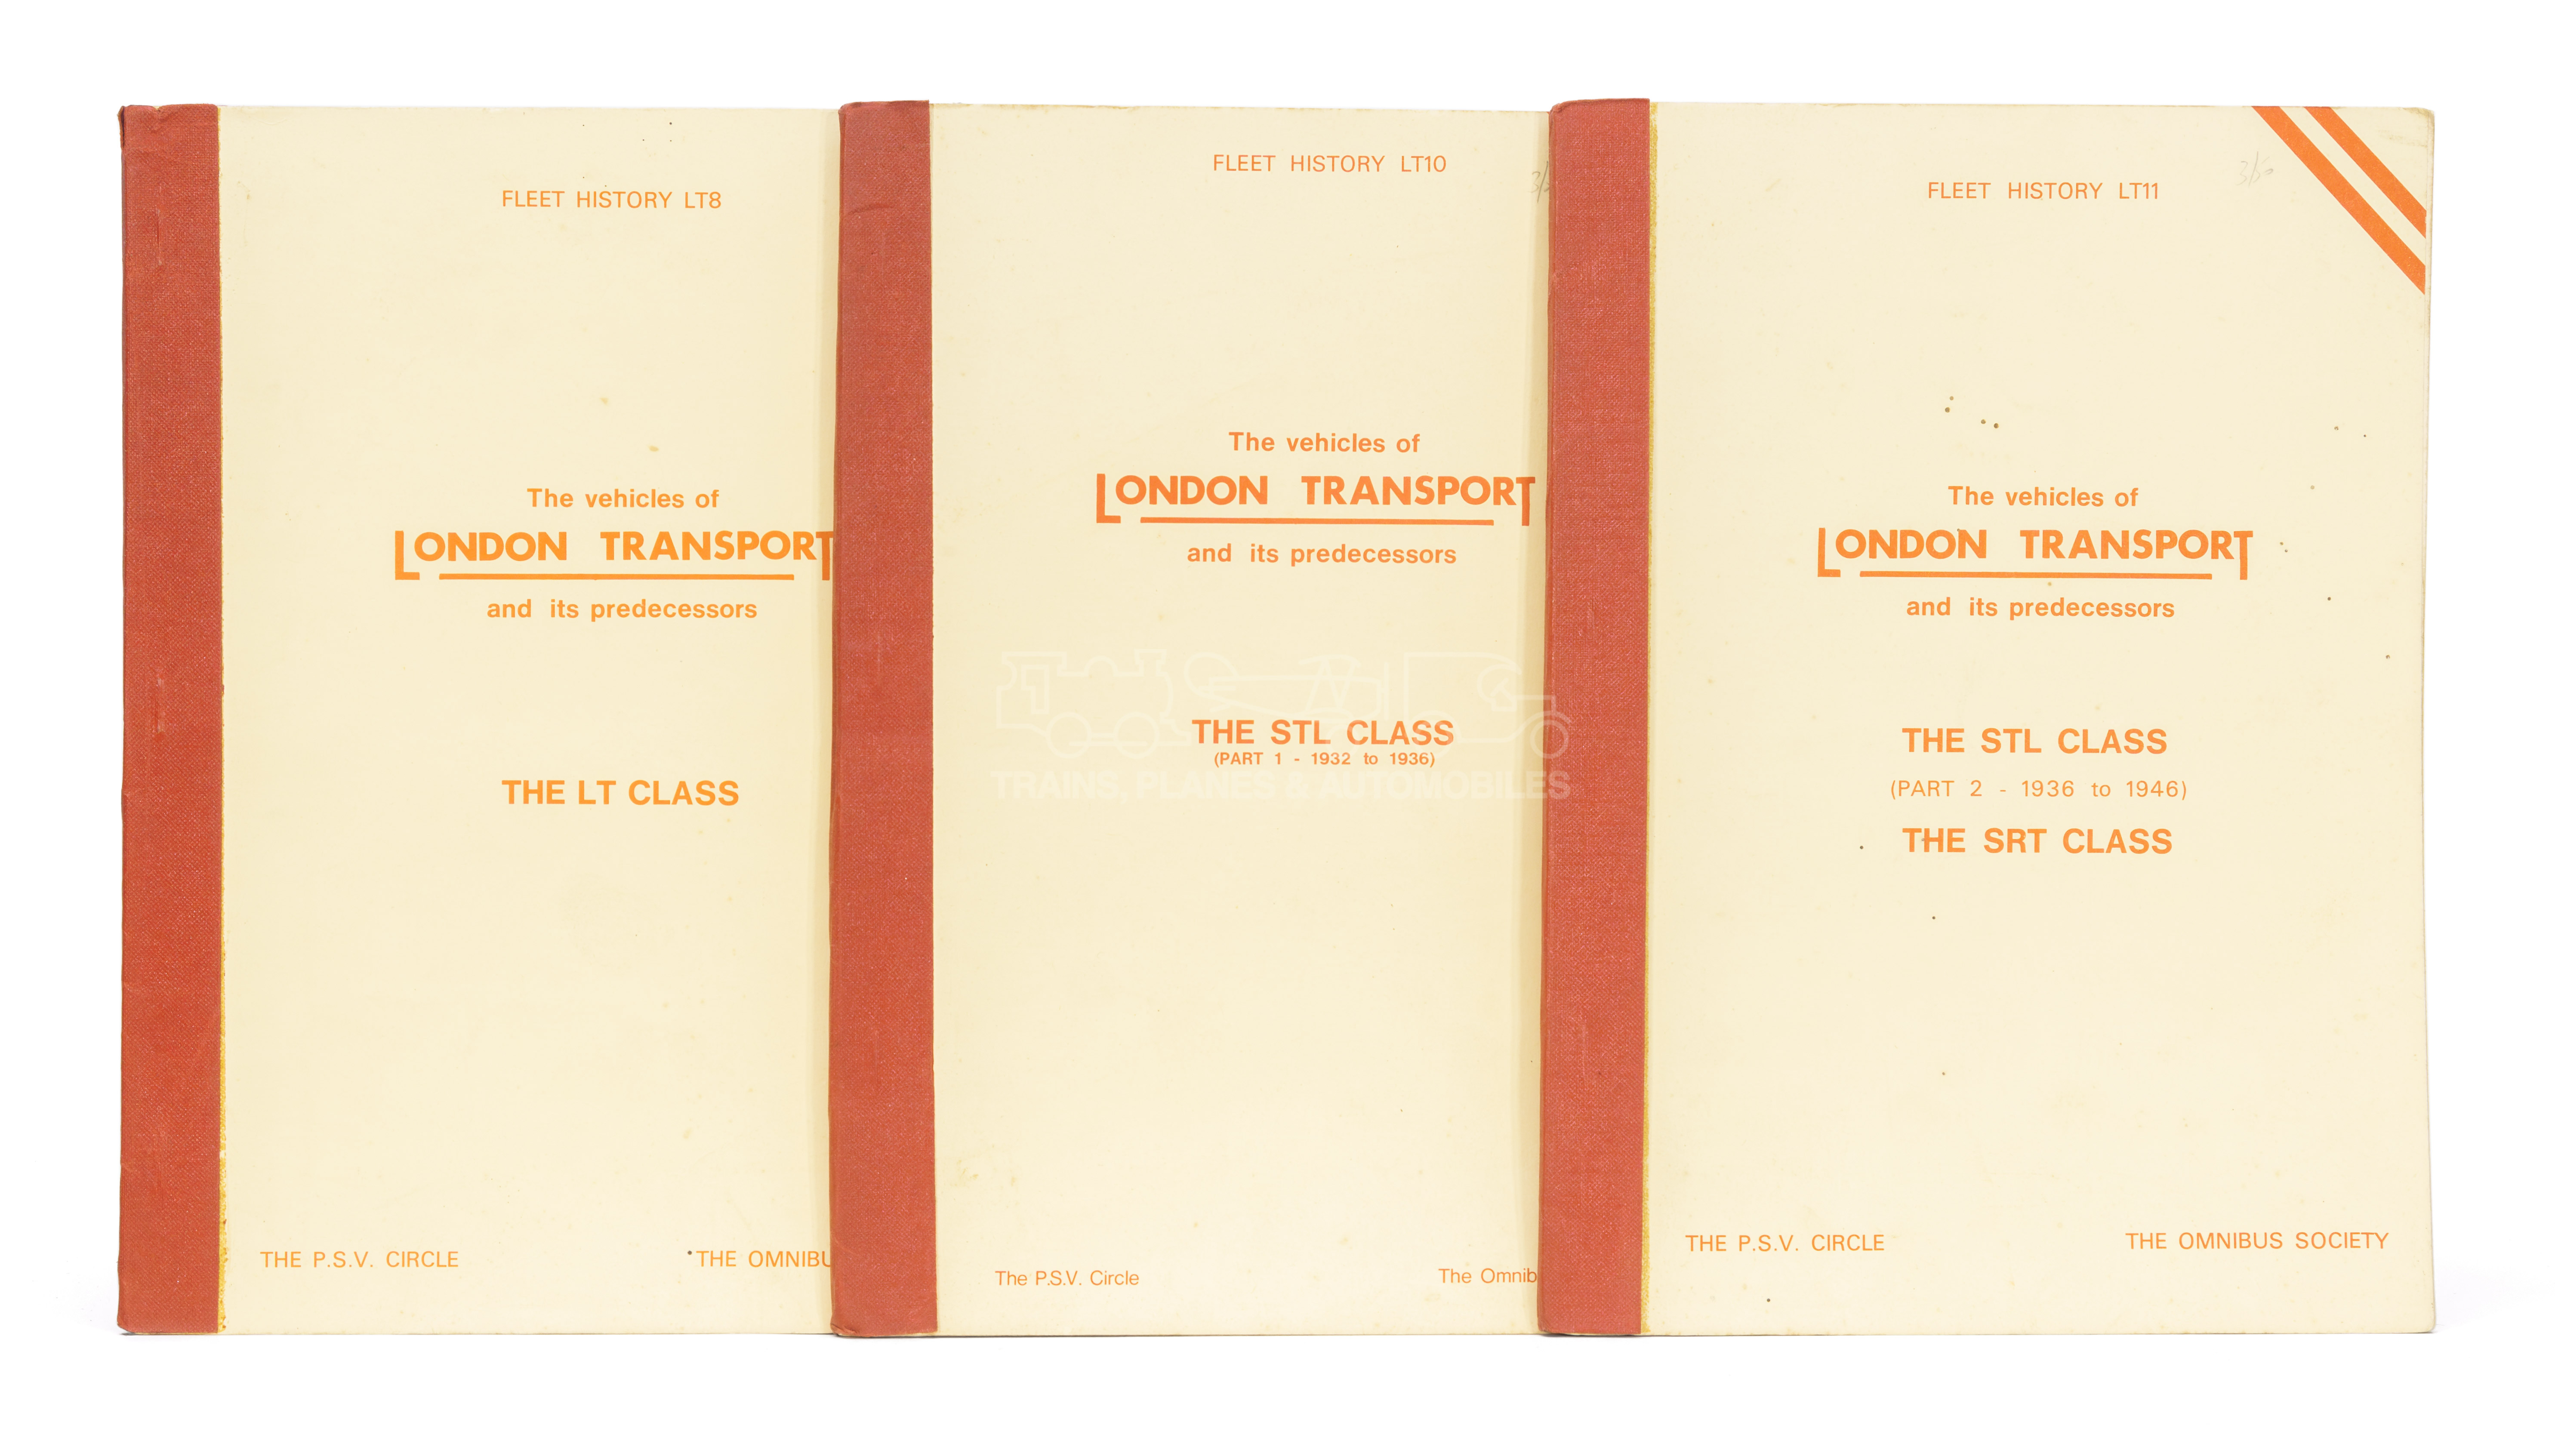 FLEET HISTORY LT8
The vehicles of
LONDON TRANSPORT
and its predecessors
THE LT CLASS
THE P.S.V. CIRCLE
THE OMNIBU
FLEET HISTORY LT10
The vehicles of
LONDON TRANSPORT
and its predecessors
THE STL CLASS
(PART 1 - 1932 to 1936)
The P.S.V. Circle
The Omnib
FLEET HISTORY LT11
3/50
The vehicles of
LONDON TRANSPORT
and its predecessors
THE STL CLASS
(PART 2 - 1936 to 1946)
THE SRT CLASS
THE P.S.V. CIRCLE
THE OMNIBUS SOCIETY
TRAINS, PLANES & AUTOMOBILES